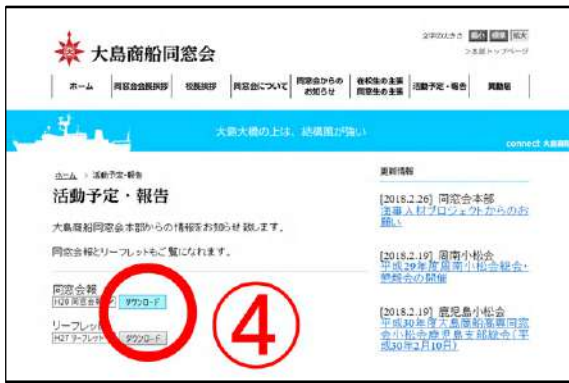 文字の大きさ 縮小 標準 拡大
>本部トップページ
大島商船同窓会
ホーム
同窓会会長挨拶
校長挨拶
同窓会について
同窓会からの
お知らせ
在校生の主張
同窓生の主張
活動予定・報告
異動届
大島大橋の上は、結構風が強い
connect 大島商船
ホーム > 活動予定・報告
活動予定・報告
大島商船同窓会本部からの情報をお知らせ致します。
同窓会報とリーフレットもご覧になれます。
同窓会報
H28 同窓会報 ダウンロード
リーフレット
H27 リーフレット ダウンロード
④
更新情報
[2018.2.26] 同窓会本部
海事人材プロジェクトからのお
願い
[2018.2.19] 周南小松会
平成29年度周南小松会総会・
懇親会の開催
[2018.2.19] 鹿児島小松会
平成30年度大島商船高専同窓
会小松会鹿児島支部総会(平
成30年2月10月)